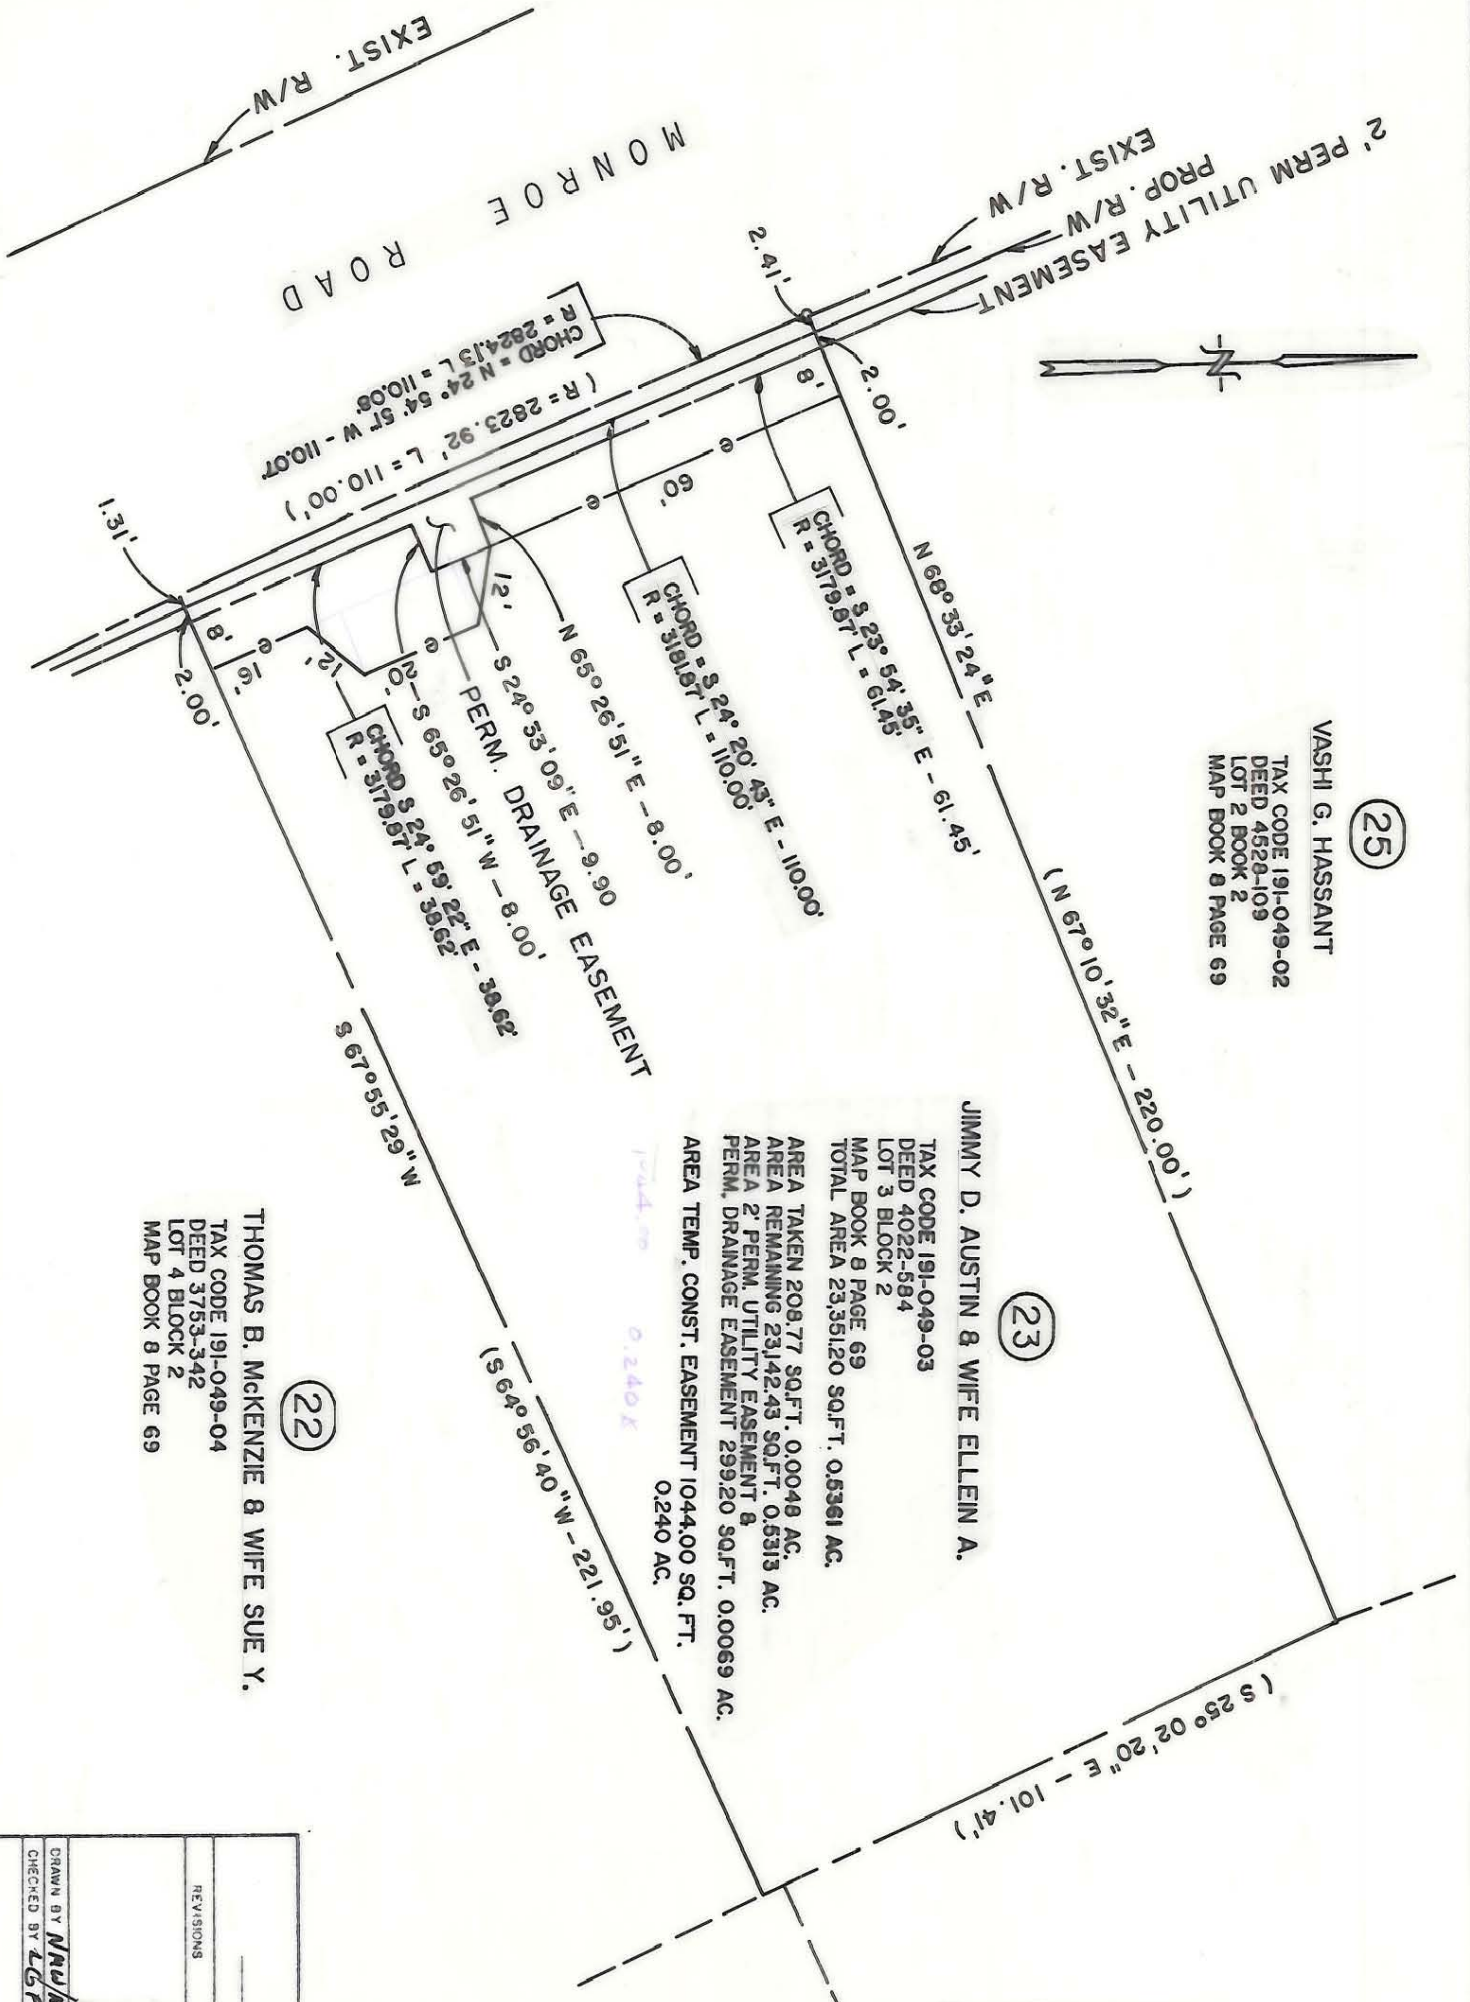 EXIST. R/W
MONROE ROAD
2' PERM UTILITY EASEMENT
PROP. R/W
EXIST. R/W
2.41'
2.00'
8'
e
60'
e
CHORD = N 24° 54' 51" W - 110.07'
R = 2824.13 L = 110.08'
( R = 2823.92' L = 110.00')
1.31'
2.00'
8'
16'
e
12'
20'
e
12'
N 68° 33' 24" E
( N 67° 10' 32" E - 220.00' )
CHORD = S 23° 54' 35" E - 61.45'
R = 3179.87' L = 61.45'
CHORD = S 24° 20' 43" E - 110.00'
R = 3181.87' L = 110.00'
N 65° 26' 51" E - 8.00'
S 24° 33' 09" E - 9.90
PERM. DRAINAGE EASEMENT
S 65° 26' 51" W - 8.00'
CHORD S 24° 59' 22" E - 38.62'
R = 3179.87' L = 38.62'
S 67° 55' 29" W
(S 64° 56' 40" W - 221.95')
( S 25° 02' 20" E - 101.41')
25
VASHI G. HASSANT
TAX CODE 191-049-02
DEED 4528-109
LOT 2 BOOK 2
MAP BOOK 8 PAGE 69
23
JIMMY D. AUSTIN & WIFE ELLEIN A.
TAX CODE 191-049-03
DEED 4022-584
LOT 3 BLOCK 2
MAP BOOK 8 PAGE 69
TOTAL AREA 23,351.20 SQ.FT. 0.5361 AC.
AREA TAKEN 208.77 SQ.FT. 0.0048 AC.
AREA REMAINING 23,142.43 SQ.FT. 0.5313 AC.
AREA 2' PERM. UTILITY EASEMENT &
PERM. DRAINAGE EASEMENT 299.20 SQ.FT. 0.0069 AC.
AREA TEMP. CONST. EASEMENT 1044.00 SQ. FT.
0.240 AC.
0.240
22
THOMAS B. McKENZIE & WIFE SUE Y.
TAX CODE 191-049-04
DEED 3753-342
LOT 4 BLOCK 2
MAP BOOK 8 PAGE 69
REVISIONS
DRAWN BY
CHECKED BY